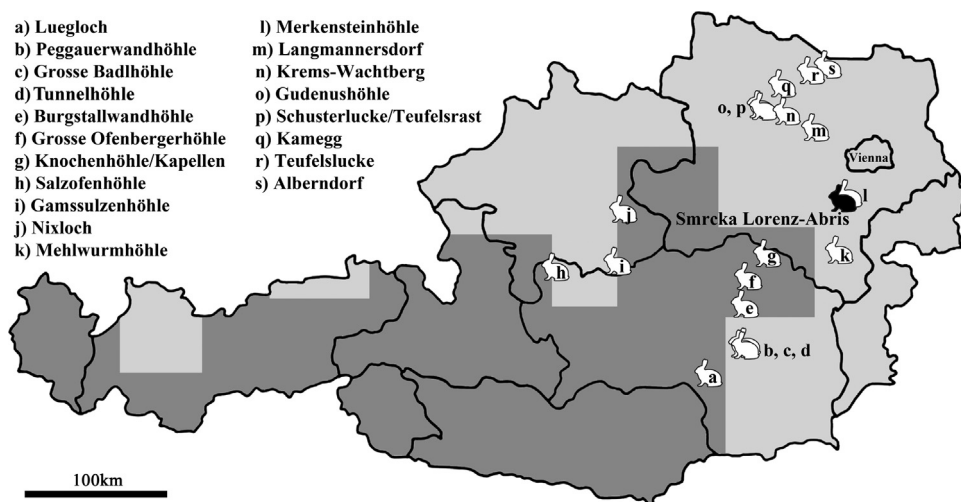 a) Luegloch
b) Peggauerwandhöhle
c) Grosse Badlhöhle
d) Tunnelhöhle
e) Burgstallwandhöhle
f) Grosse Ofenbergerhöhle
g) Knochenhöhle/Kapellen
h) Salzofenhöhle
i) Gamssulzenhöhle
j) Nixloch
k) Mehlwurmhöhle
l) Merkensteinhöhle
m) Langmannersdorf
n) Krems-Wachtberg
o) Gudenushöhle
p) Schusterlucke/Teufelsrast
q) Kamegg
r) Teufelslucke
s) Alberndorf
s
r
q
o, p
n
m
Vienna
l
j
Smrcka Lorenz-Abris
k
g
i
h
f
e
b, c, d
a
100km